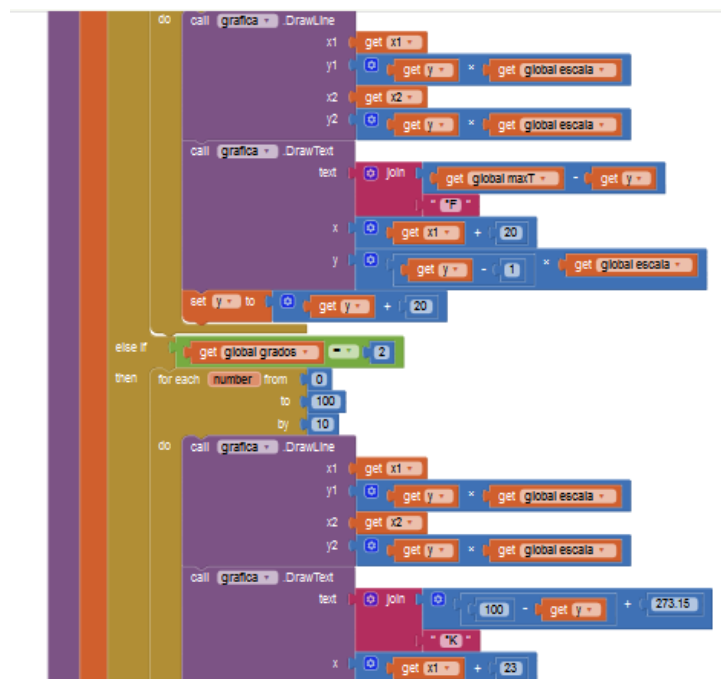 do call grafica .DrawLine
x1 get x1
y1 get y × get global escala
x2 get x2
y2 get y × get global escala
call grafica .DrawText
text join get global maxT - get y
" °F "
x get x1 + 20
y get y - 1 × get global escala
set y to get y + 20
else if get global grados = 2
then for each number from 0
to 100
by 10
do call grafica .DrawLine
x1 get x1
y1 get y × get global escala
x2 get x2
y2 get y × get global escala
call grafica .DrawText
text join 100 - get y + 273.15
" °K "
x get x1 + 23